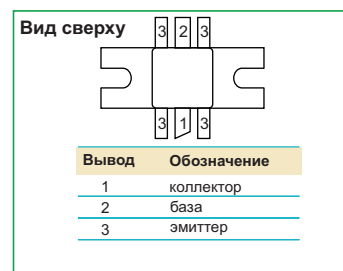 Вид сверху
3 2 3
3 1 3
Вывод Обозначение
1 коллектор
2 база
3 эмиттер